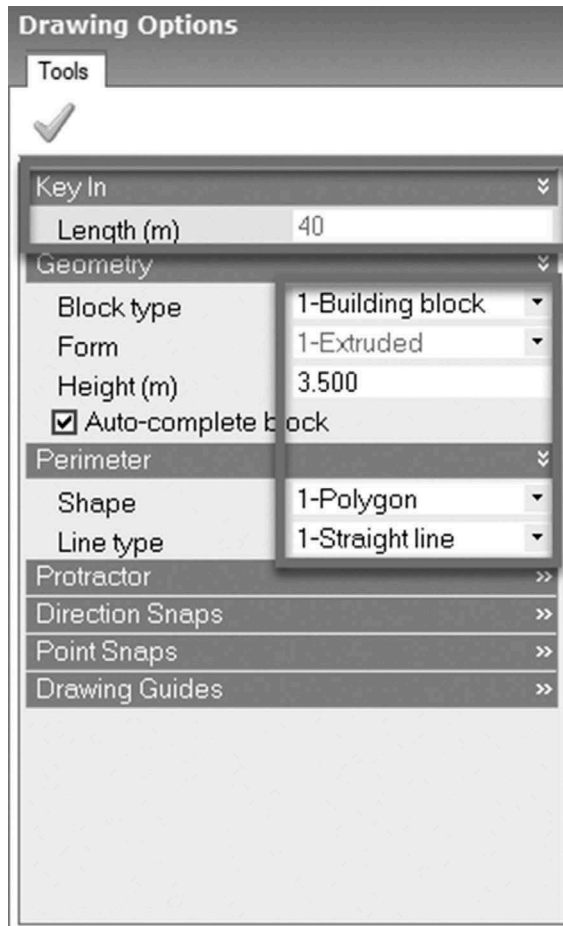 Drawing Options
Tools
Key In
Length (m) 40
Geometry
Block type 1-Building block
Form 1-Extruded
Height (m) 3.500
Auto-complete block
Perimeter
Shape 1-Polygon
Line type 1-Straight line
Protractor
Direction Snaps
Point Snaps
Drawing Guides